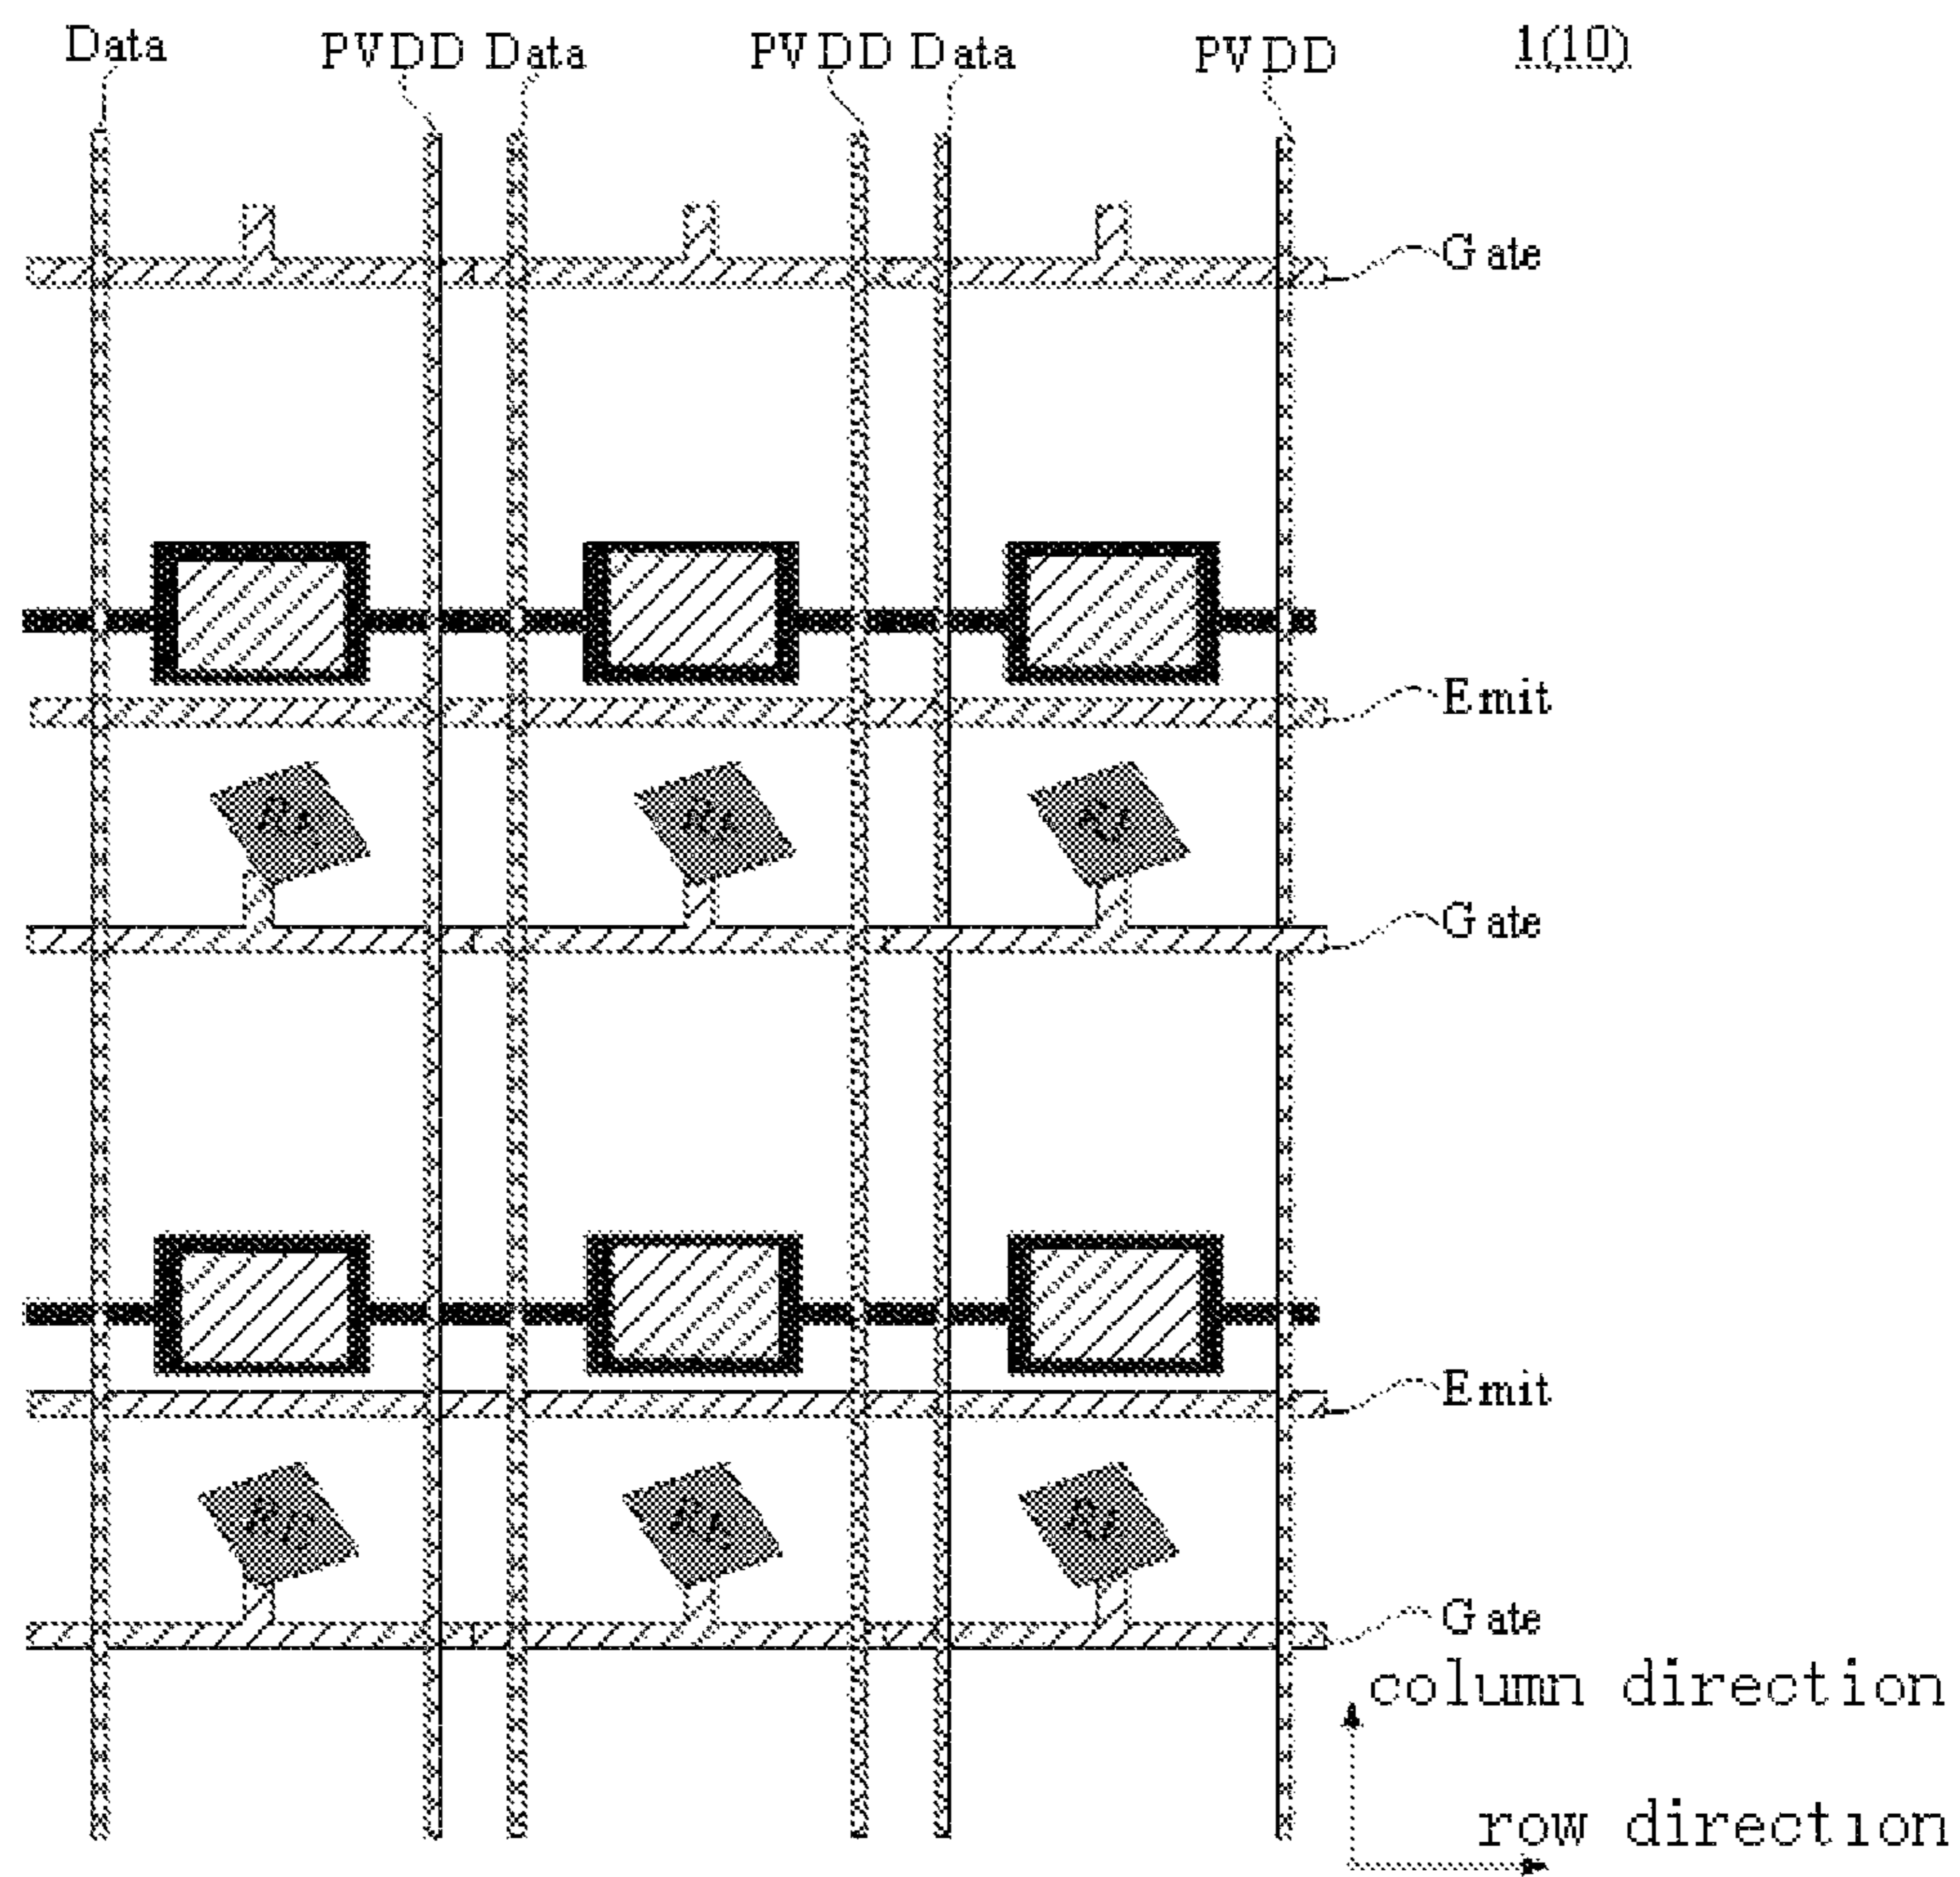 Data PVDD Data PVDD Data PVDD 1(10)
Gate
Emit
Gate
Emit
Gate
column direction
row direction